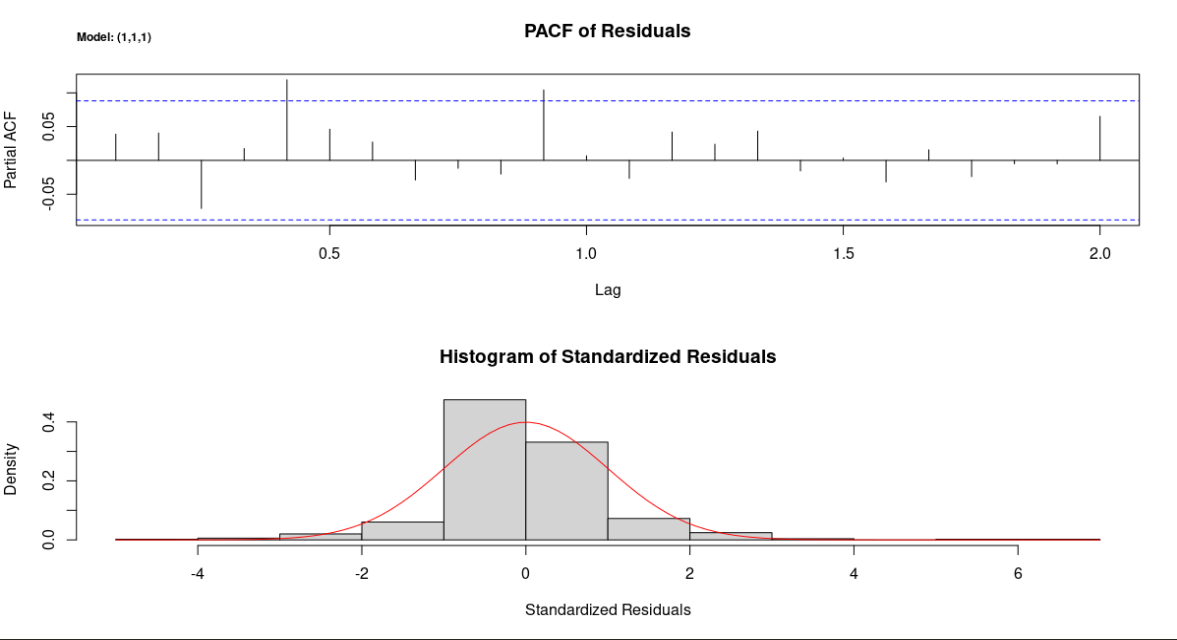 PACF of Residuals
Model: (1,1,1)
Partial ACF
0.05
-0.05
0.5 1.0 1.5 2.0
Lag
Histogram of Standardized Residuals
Density
0.4
0.2
0.0
-4 -2 0 2 4 6
Standardized Residuals